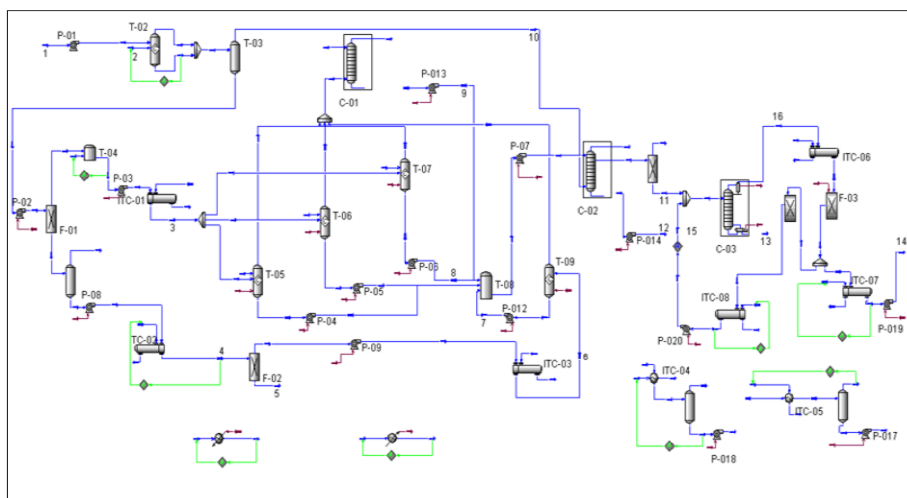 P-01
1
T-02
2
T-03
10
C-01
P-013
9
T-04
P-03
ITC-01
P-02
F-01
3
T-07
T-06
T-05
P-07
C-02
16
ITC-06
F-03
11
12
15
P-014
C-03
13
14
P-06
8
T-08
T-09
P-05
P-04
7
P-012
P-08
TC-02
4
F-02
5
P-09
ITC-03
6
ITC-08
ITC-07
P-019
P-020
ITC-04
ITC-05
P-018
P-017